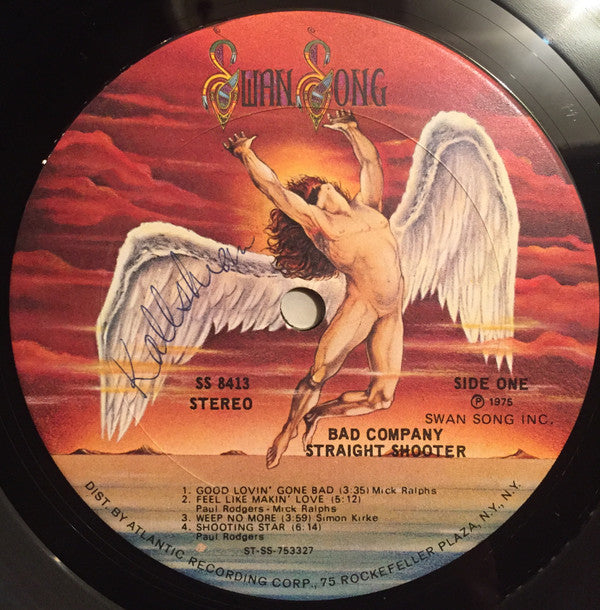 SWAN SONG
SS 8413
STEREO
SIDE ONE
Ⓟ 1975
SWAN SONG INC.
BAD COMPANY
STRAIGHT SHOOTER
1. GOOD LOVIN' GONE BAD (3:35) Mick Ralphs
2. FEEL LIKE MAKIN' LOVE (5:12)
Paul Rodgers - Mick Ralphs
3. WEEP NO MORE (3:59) Simon Kirke
4. SHOOTING STAR (6:14)
Paul Rodgers
ST-SS-753327
DIST. BY ATLANTIC RECORDING CORP., 75 ROCKEFELLER PLAZA, N.Y., N.Y.